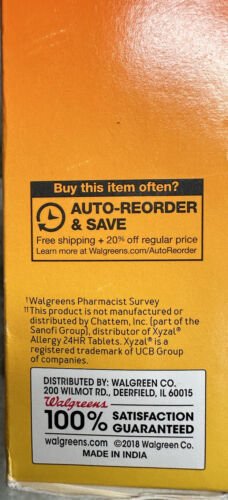 Buy this item often?
AUTO-REORDER
& SAVE
Free shipping + 20% off regular price
Learn more at Walgreens.com/AutoReorder
†Walgreens Pharmacist Survey
††This product is not manufactured or
distributed by Chattem, Inc. (part of the
Sanofi Group), distributor of Xyzal®
Allergy 24HR Tablets. Xyzal® is a
registered trademark of UCB Group
of companies.
DISTRIBUTED BY: WALGREEN CO.
200 WILMOT RD., DEERFIELD, IL 60015
Walgreens
100% SATISFACTION
GUARANTEED
walgreens.com ©2018 Walgreen Co.
MADE IN INDIA